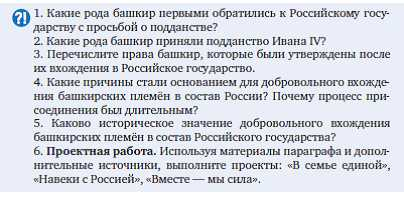 ?! 1. Какие рода башкир первыми обратились к Российскому госу-
дарству с просьбой о подданстве?
2. Какие рода башкир приняли подданство Ивана IV?
3. Перечислите права башкир, которые были утверждены после
их вхождения в Российское государство.
4. Какие причины стали основанием для добровольного вхожде-
ния башкирских племён в состав России? Почему процесс при-
соединения был длительным?
5. Каково историческое значение добровольного вхождения
башкирских племён в состав Российского государства?
6. Проектная работа. Используя материалы параграфа и допол-
нительные источники, выполните проекты: «В семье единой»,
«Навеки с Россией», «Вместе — мы сила».